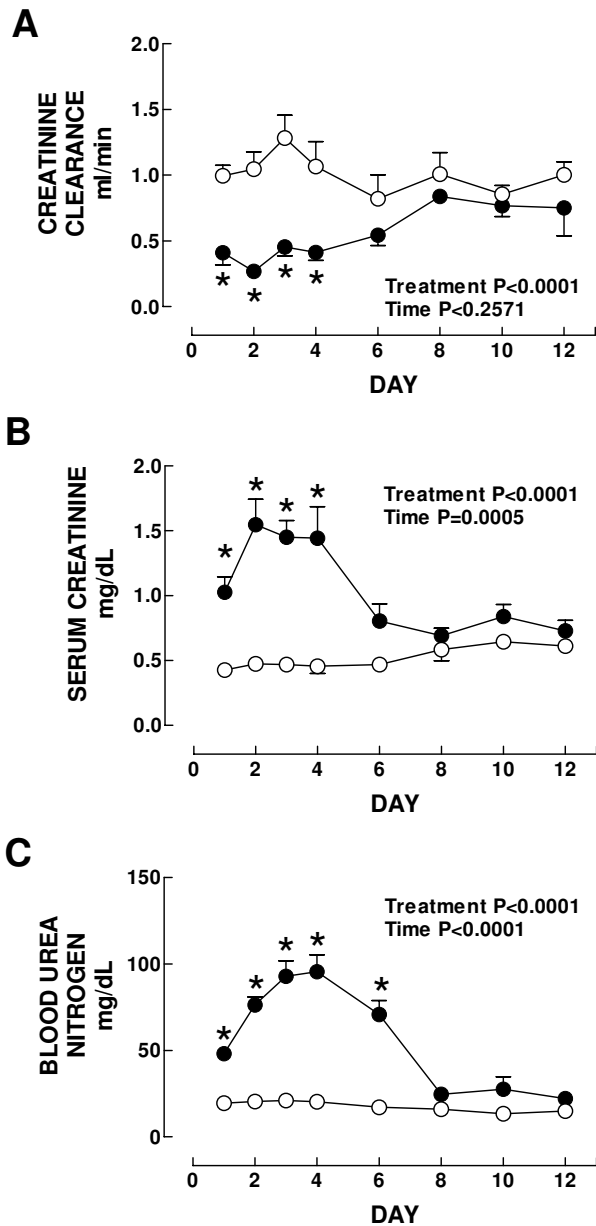 A
CREATININE
CLEARANCE
ml/min
2.0
1.5
1.0
0.5
0.0
*
*
*
*
Treatment P<0.0001
Time P<0.2571
0 2 4 6 8 10 12
DAY
B
SERUM CREATININE
mg/dL
2.0
1.5
1.0
0.5
0.0
*
*
*
*
Treatment P<0.0001
Time P=0.0005
0 2 4 6 8 10 12
DAY
C
BLOOD UREA
NITROGEN
mg/dL
150
100
50
0
*
*
*
*
*
Treatment P<0.0001
Time P<0.0001
0 2 4 6 8 10 12
DAY